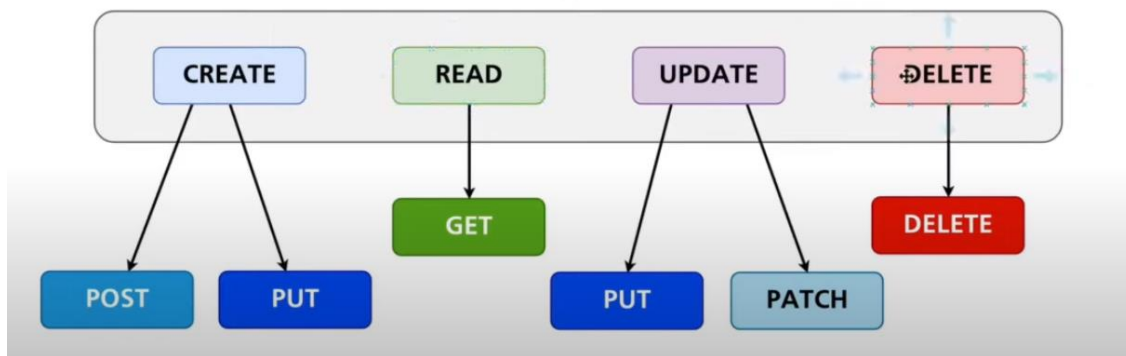 CREATE
READ
UPDATE
DELETE
GET
DELETE
POST
PUT
PUT
PATCH